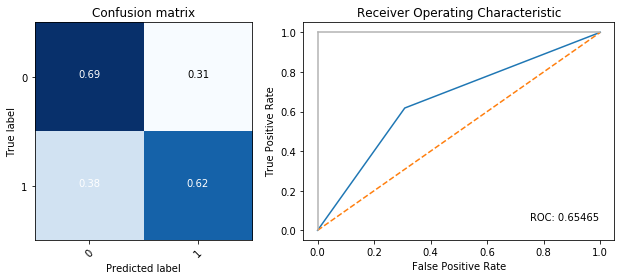 Confusion matrix
0
1
True label
0.69
0.31
0.38
0.62
0
1
Predicted label
Receiver Operating Characteristic
1.0
0.8
0.6
0.4
0.2
0.0
True Positive Rate
ROC: 0.65465
0.0
0.2
0.4
0.6
0.8
1.0
False Positive Rate